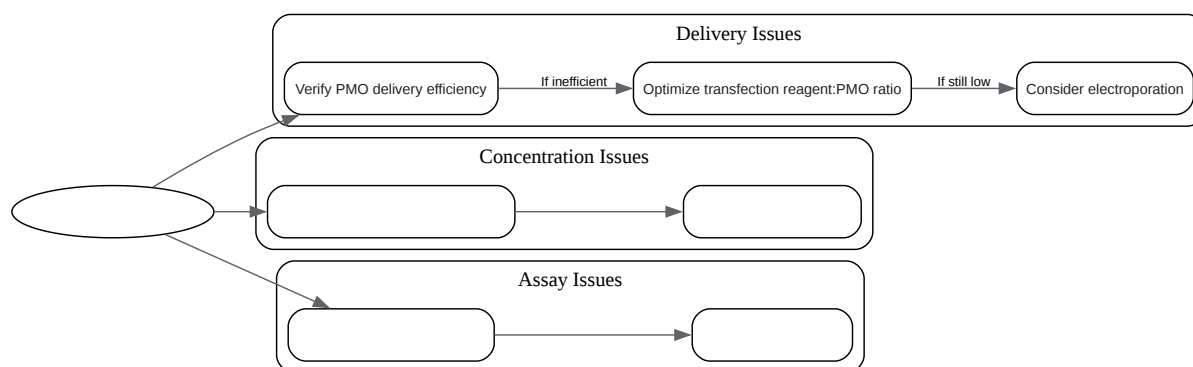 Delivery Issues
Verify PMO delivery efficiency
If inefficient
Optimize transfection reagent:PMO ratio
If still low
Consider electroporation
Concentration Issues
Assay Issues